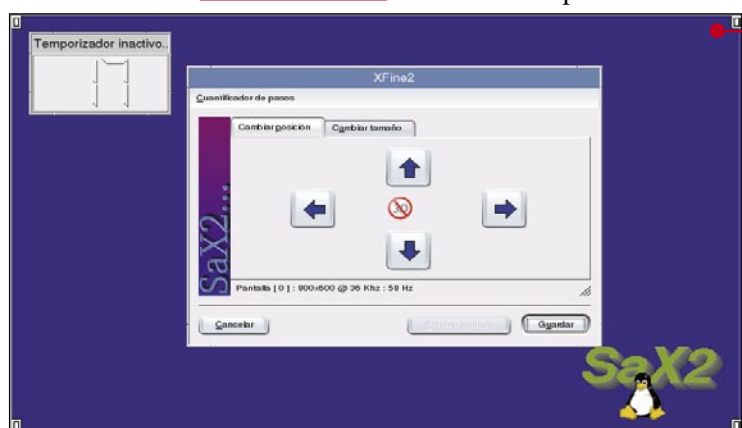 Temporizador inactivo..
XFine2
Cuantificador de pasos
Cambiar posición
Cambiar tamaño
3D
SaX2...
Pantalla [ 0 ] : 800x600 @ 36 Khz : 58 Hz
Cancelar
Guardar
SaX2